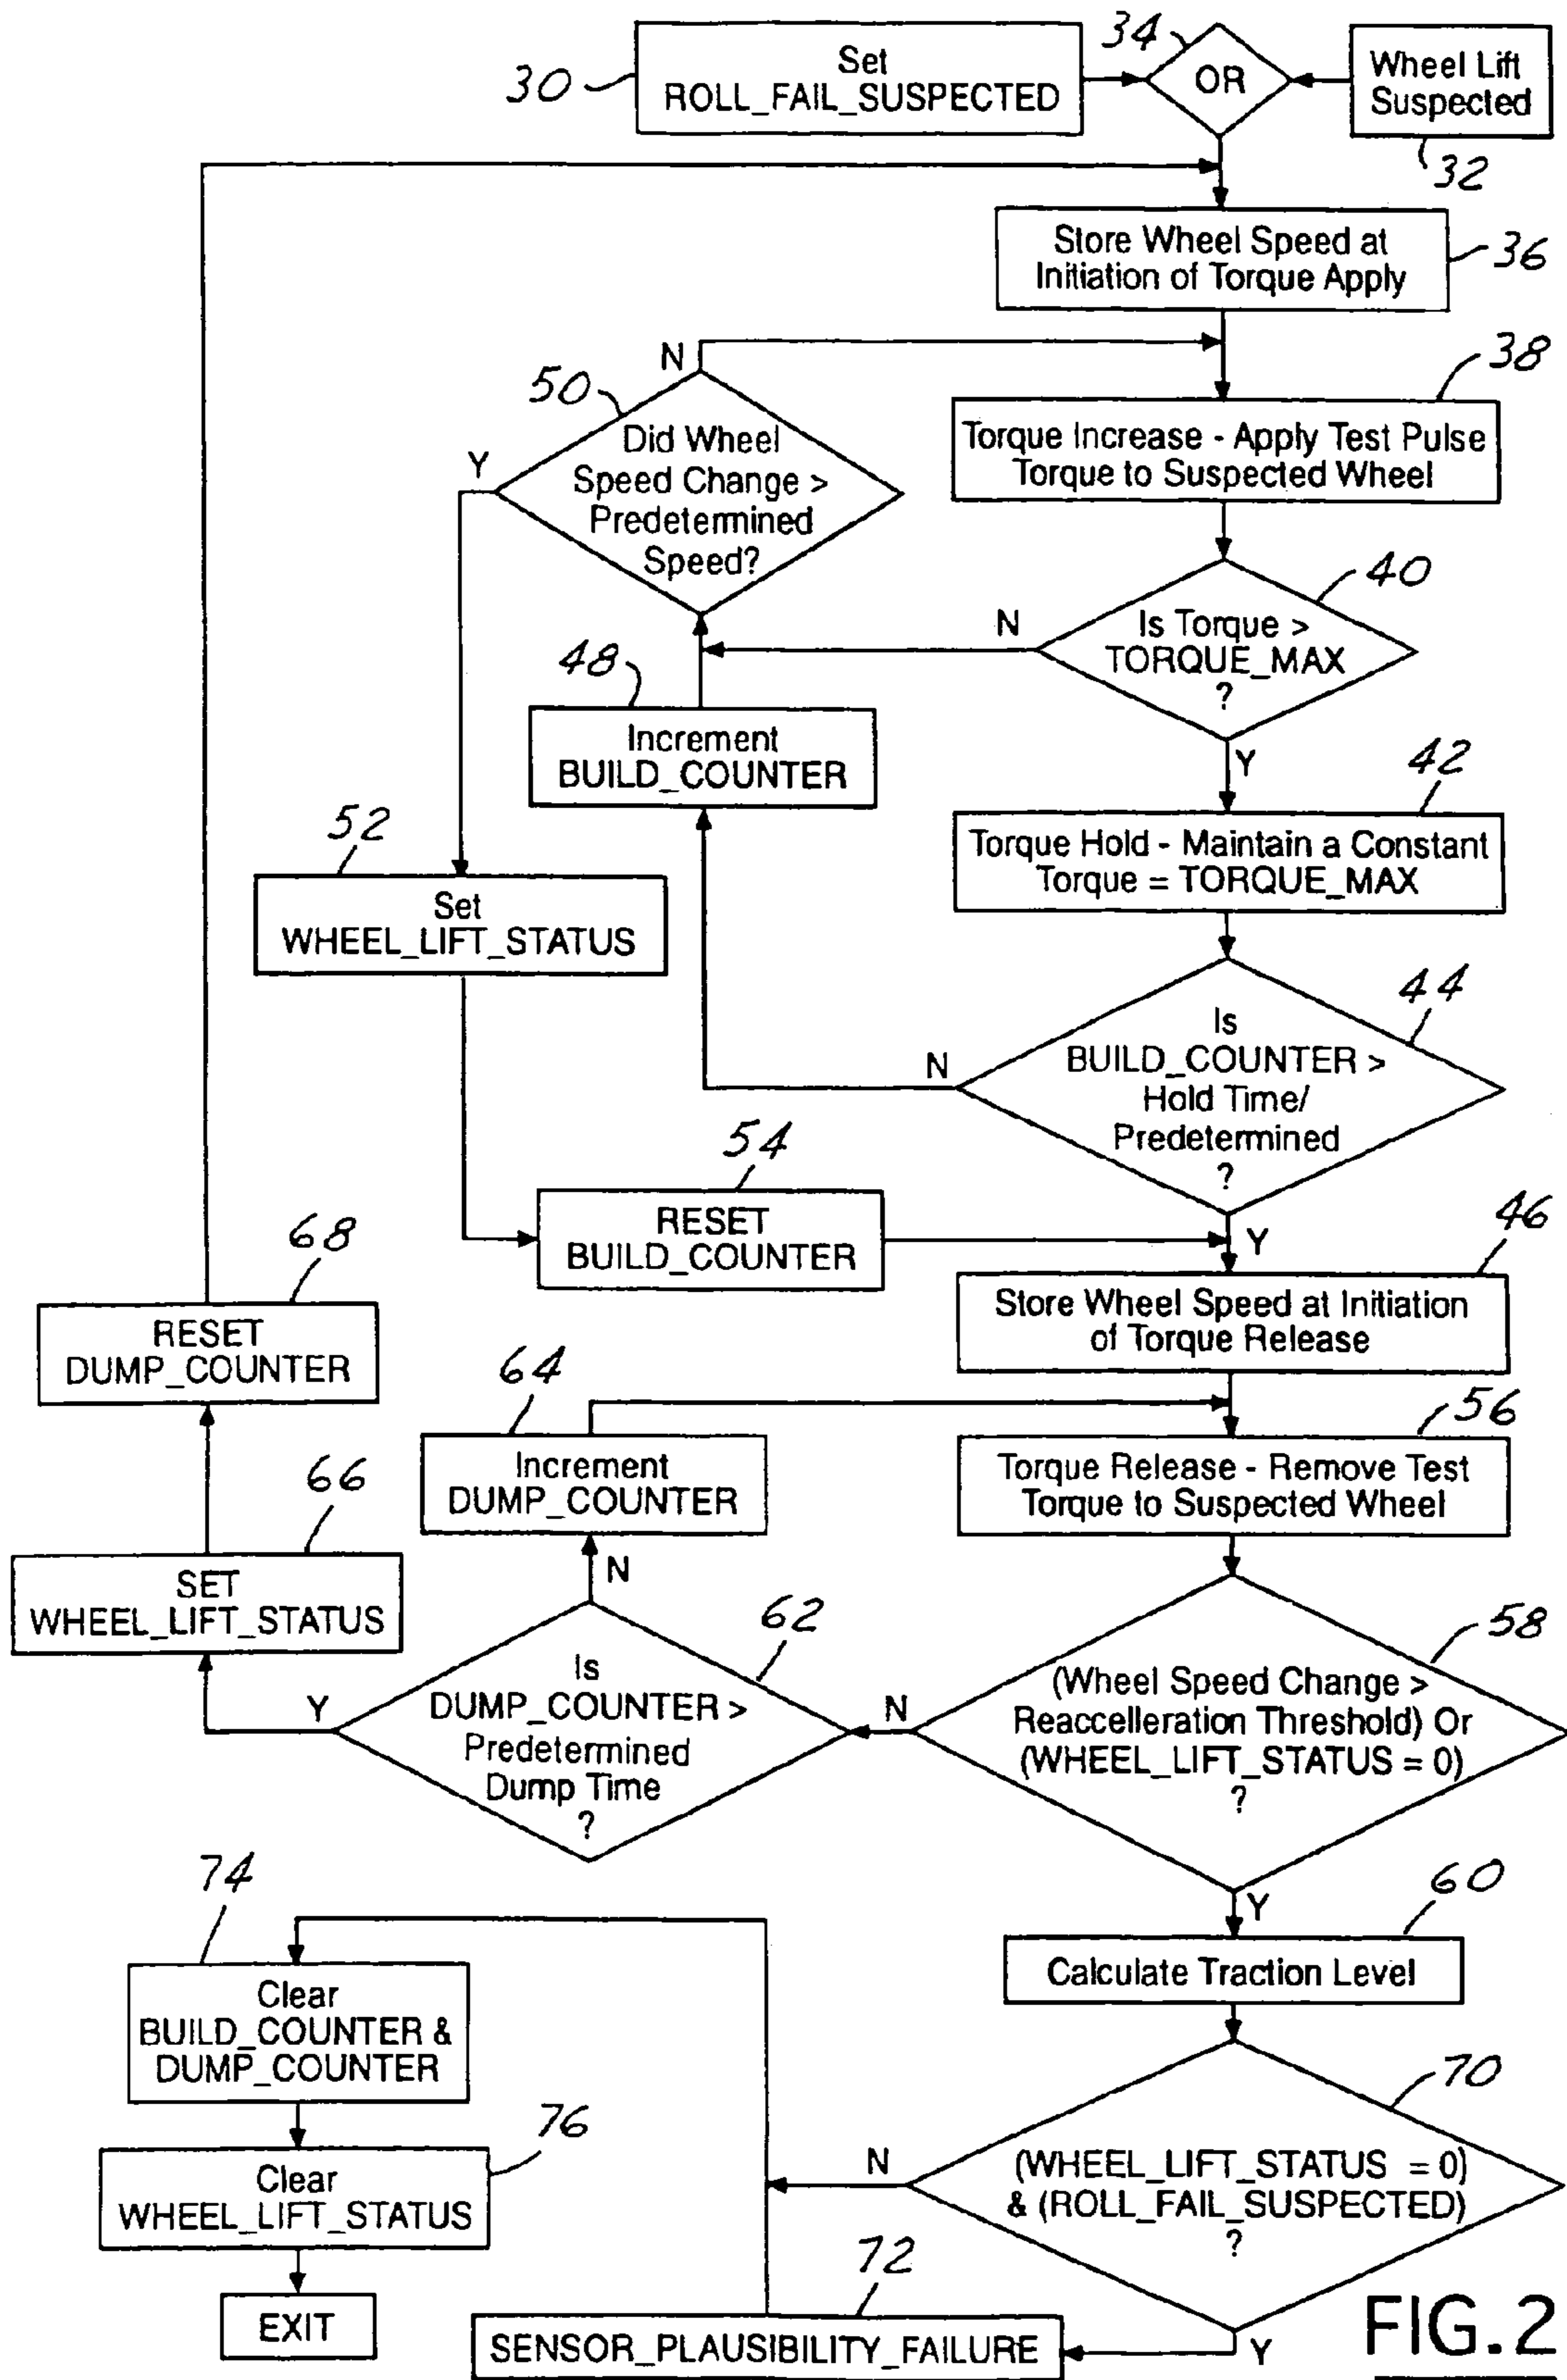 30
Set
ROLL_FAIL_SUSPECTED
34
OR
Wheel Lift
Suspected
32
Store Wheel Speed at
Initiation of Torque Apply
36
N
50
Did Wheel
Speed Change >
Predetermined
Speed?
Y
38
Torque Increase - Apply Test Pulse
Torque to Suspected Wheel
40
Is Torque >
TORQUE_MAX
?
N
Y
48
Increment
BUILD_COUNTER
42
Torque Hold - Maintain a Constant
Torque = TORQUE_MAX
52
Set
WHEEL_LIFT_STATUS
44
Is
BUILD_COUNTER >
Hold Time/
Predetermined
?
N
Y
54
RESET
BUILD_COUNTER
46
Store Wheel Speed at Initiation
of Torque Release
68
RESET
DUMP_COUNTER
64
Increment
DUMP_COUNTER
56
Torque Release - Remove Test
Torque to Suspected Wheel
66
SET
WHEEL_LIFT_STATUS
N
62
Is
DUMP_COUNTER >
Predetermined
Dump Time
?
Y
58
(Wheel Speed Change >
Reaccelleration Threshold) Or
(WHEEL_LIFT_STATUS = 0)
?
N
Y
60
Calculate Traction Level
74
Clear
BUILD_COUNTER &
DUMP_COUNTER
70
(WHEEL_LIFT_STATUS = 0)
& (ROLL_FAIL_SUSPECTED)
?
N
Y
76
Clear
WHEEL_LIFT_STATUS
EXIT
72
SENSOR_PLAUSIBILITY_FAILURE
FIG.2